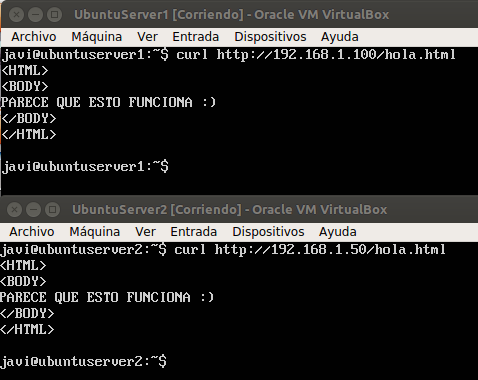 UbuntuServer1 [Corriendo] - Oracle VM VirtualBox
Archivo Máquina Ver Entrada Dispositivos Ayuda
javi@ubuntuserver1:~$ curl http://192.168.1.100/hola.html
<HTML>
<BODY>
PARECE QUE ESTO FUNCIONA :)
</BODY>
</HTML>
javi@ubuntuserver1:~$
UbuntuServer2 [Corriendo] - Oracle VM VirtualBox
Archivo Máquina Ver Entrada Dispositivos Ayuda
javi@ubuntuserver2:~$ curl http://192.168.1.50/hola.html
<HTML>
<BODY>
PARECE QUE ESTO FUNCIONA :)
</BODY>
</HTML>
javi@ubuntuserver2:~$